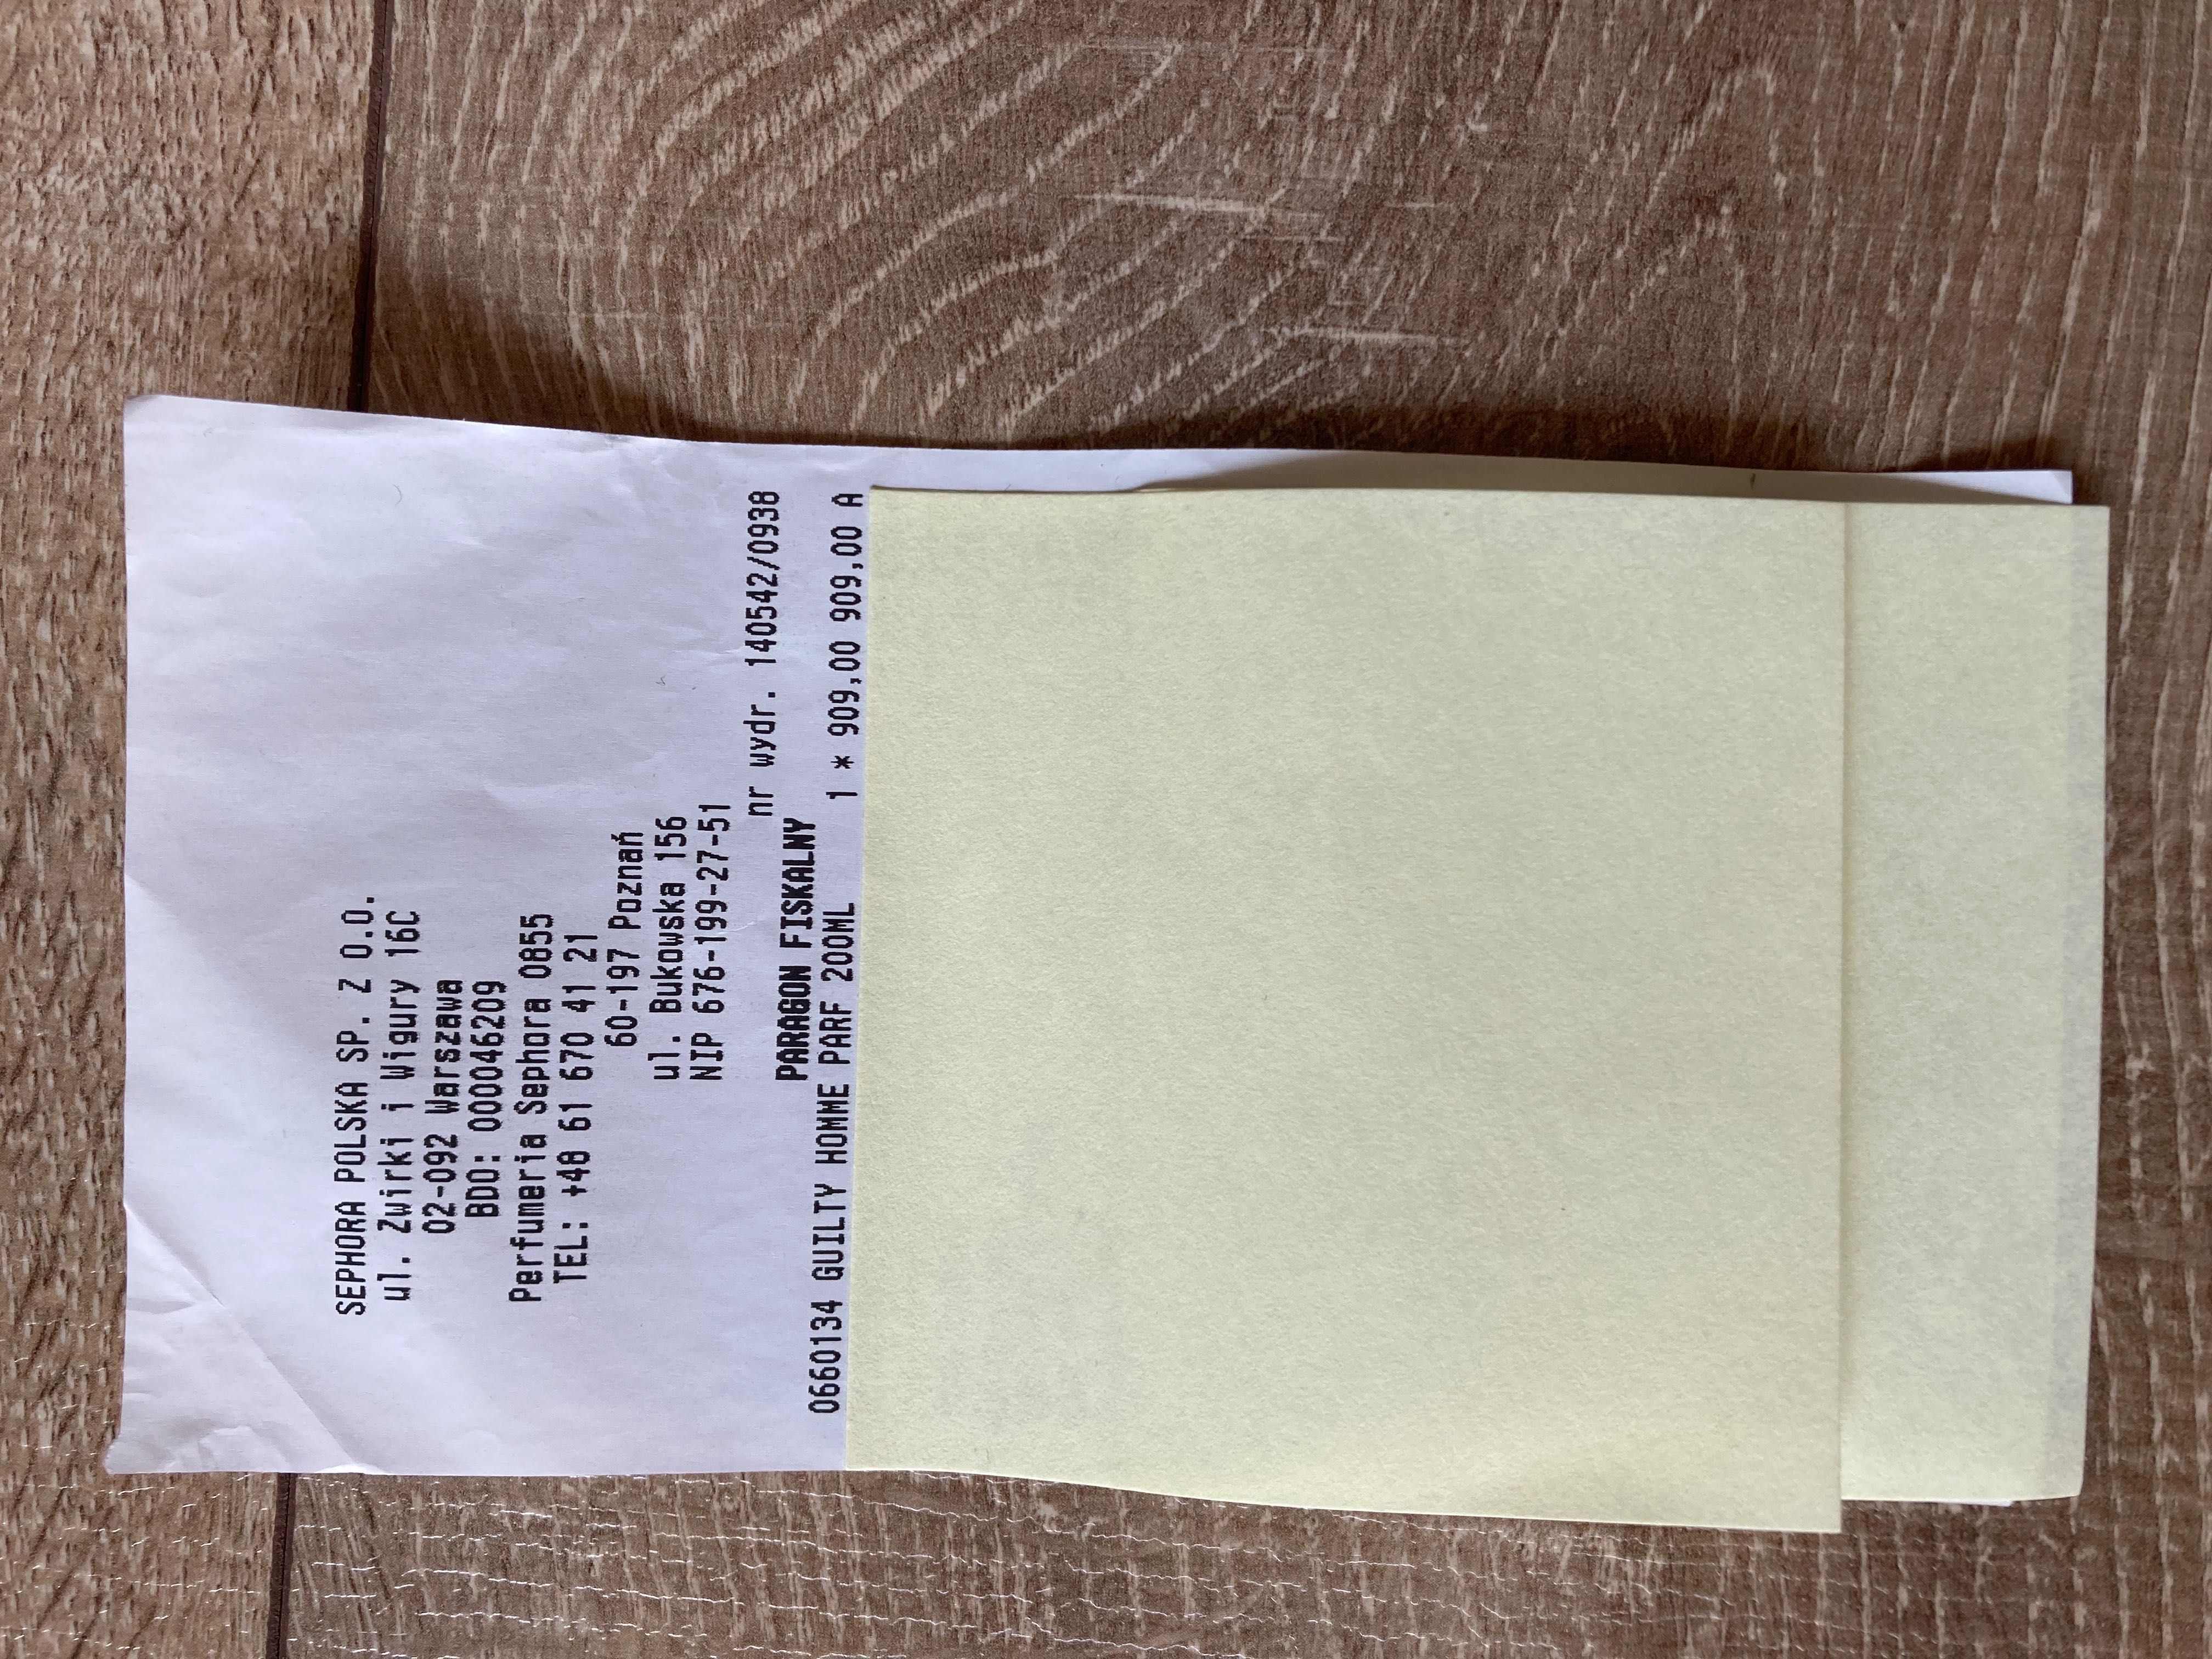 SEPHORA POLSKA SP. Z O.O.
ul. Zwirki i Wigury 16C
02-092 Warszawa
BDO: 000046209
Perfumeria Sephora 0855
TEL: +48 61 670 41 21
60-197 Poznań
ul. Bukowska 156
NIP 676-199-27-51
nr wydr. 140542/0938
PARAGON FISKALNY
0660134 GUILTY HOMME PARF 200ML 1 * 909,00 909,00 A